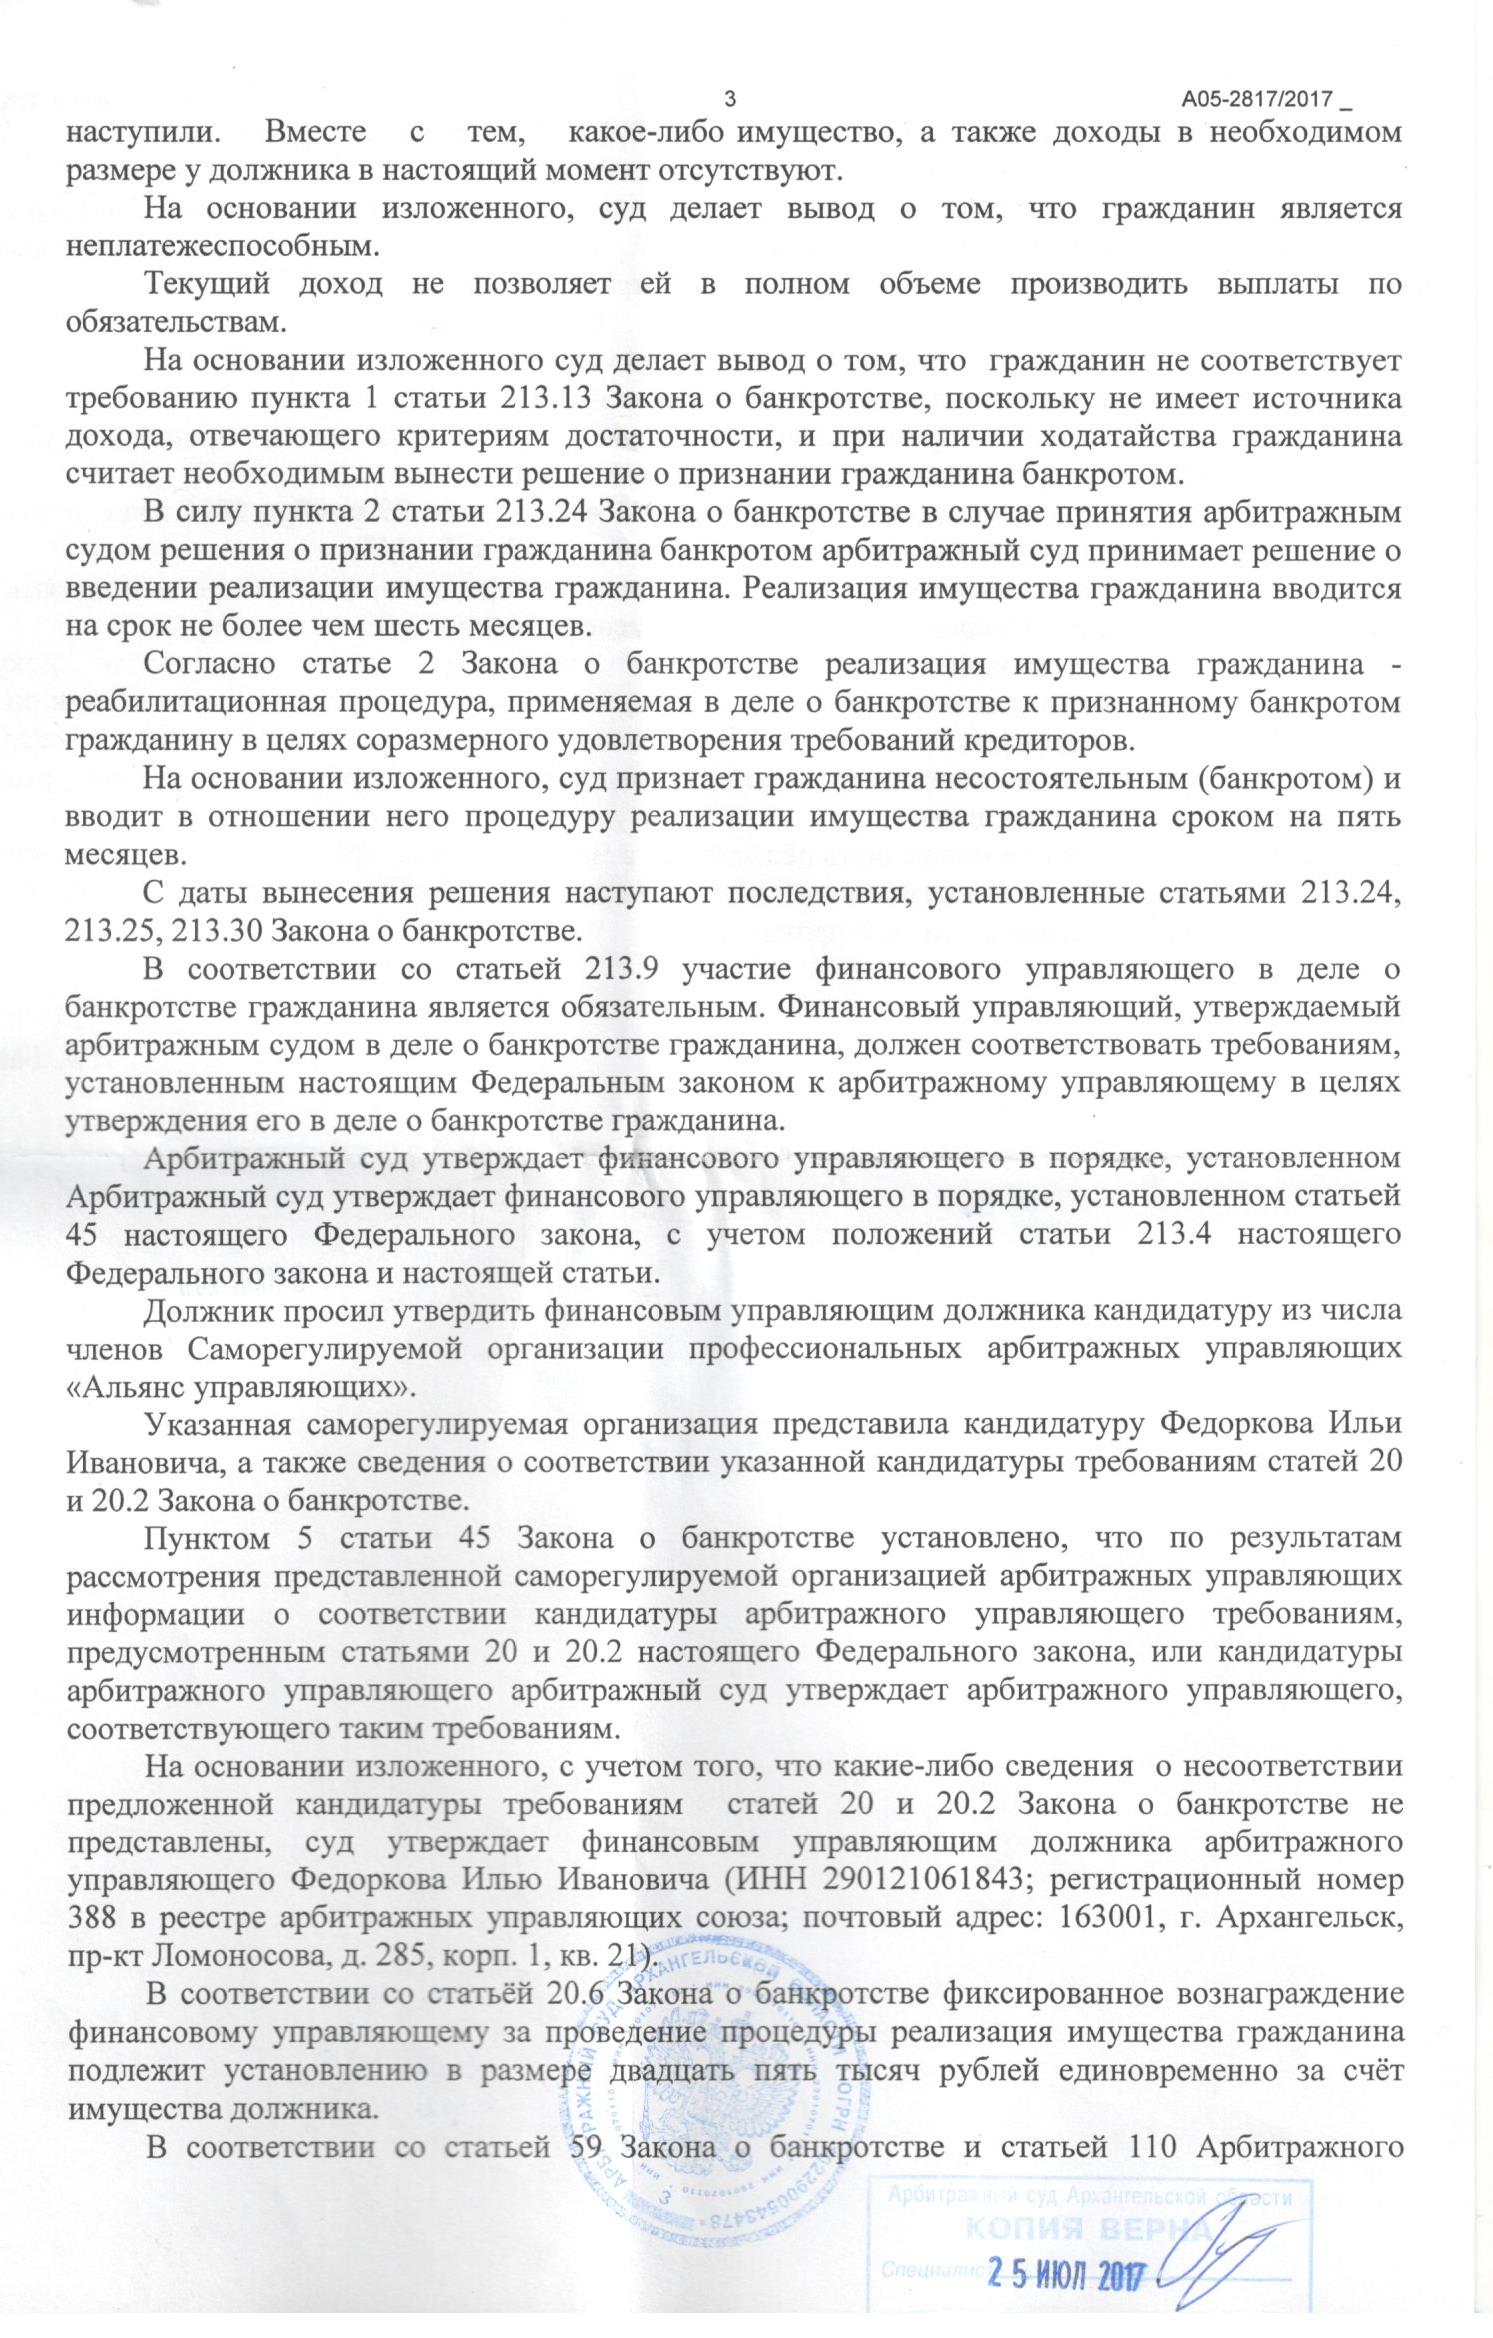 3
А05-2817/2017 _
наступили. Вместе с тем, какое-либо имущество, а также доходы в необходимом
размере у должника в настоящий момент отсутствуют.
На основании изложенного, суд делает вывод о том, что гражданин является
неплатежеспособным.
Текущий доход не позволяет ей в полном объеме производить выплаты по
обязательствам.
На основании изложенного суд делает вывод о том, что гражданин не соответствует
требованию пункта 1 статьи 213.13 Закона о банкротстве, поскольку не имеет источника
дохода, отвечающего критериям достаточности, и при наличии ходатайства гражданина
считает необходимым вынести решение о признании гражданина банкротом.
В силу пункта 2 статьи 213.24 Закона о банкротстве в случае принятия арбитражным
судом решения о признании гражданина банкротом арбитражный суд принимает решение о
введении реализации имущества гражданина. Реализация имущества гражданина вводится
на срок не более чем шесть месяцев.
Согласно статье 2 Закона о банкротстве реализация имущества гражданина -
реабилитационная процедура, применяемая в деле о банкротстве к признанному банкротом
гражданину в целях соразмерного удовлетворения требований кредиторов.
На основании изложенного, суд признает гражданина несостоятельным (банкротом) и
вводит в отношении него процедуру реализации имущества гражданина сроком на пять
месяцев.
С даты вынесения решения наступают последствия, установленные статьями 213.24,
213.25, 213.30 Закона о банкротстве.
В соответствии со статьей 213.9 участие финансового управляющего в деле о
банкротстве гражданина является обязательным. Финансовый управляющий, утверждаемый
арбитражным судом в деле о банкротстве гражданина, должен соответствовать требованиям,
установленным настоящим Федеральным законом к арбитражному управляющему в целях
утверждения его в деле о банкротстве гражданина.
Арбитражный суд утверждает финансового управляющего в порядке, установленном
Арбитражный суд утверждает финансового управляющего в порядке, установленном статьей
45 настоящего Федерального закона, с учетом положений статьи 213.4 настоящего
Федерального закона и настоящей статьи.
Должник просил утвердить финансовым управляющим должника кандидатуру из числа
членов Саморегулируемой организации профессиональных арбитражных управляющих
«Альянс управляющих».
Указанная саморегулируемая организация представила кандидатуру Федоркова Ильи
Ивановича, а также сведения о соответствии указанной кандидатуры требованиям статей 20
и 20.2 Закона о банкротстве.
Пунктом 5 статьи 45 Закона о банкротстве установлено, что по результатам
рассмотрения представленной саморегулируемой организацией арбитражных управляющих
информации о соответствии кандидатуры арбитражного управляющего требованиям,
предусмотренным статьями 20 и 20.2 настоящего Федерального закона, или кандидатуры
арбитражного управляющего арбитражный суд утверждает арбитражного управляющего,
соответствующего таким требованиям.
На основании изложенного, с учетом того, что какие-либо сведения о несоответствии
предложенной кандидатуры требованиям статей 20 и 20.2 Закона о банкротстве не
представлены, суд утверждает финансовым управляющим должника арбитражного
управляющего Федоркова Илью Ивановича (ИНН 290121061843; регистрационный номер
388 в реестре арбитражных управляющих союза; почтовый адрес: 163001, г. Архангельск,
пр-кт Ломоносова, д. 285, корп. 1, кв. 21).
В соответствии со статьёй 20.6 Закона о банкротстве фиксированное вознаграждение
финансовому управляющему за проведение процедуры реализация имущества гражданина
подлежит установлению в размере двадцать пять тысяч рублей единовременно за счёт
имущества должника.
В соответствии со статьей 59 Закона о банкротстве и статьей 110 Арбитражного
АРБИТРАЖНЫЙ СУД АРХАНГЕЛЬСКОЙ ОБЛАСТИ * ОГРН 1022900543478 *
3
Арбитражный суд Архангельской области
КОПИЯ ВЕРНА
Специалист
25 ИЮЛ 2017